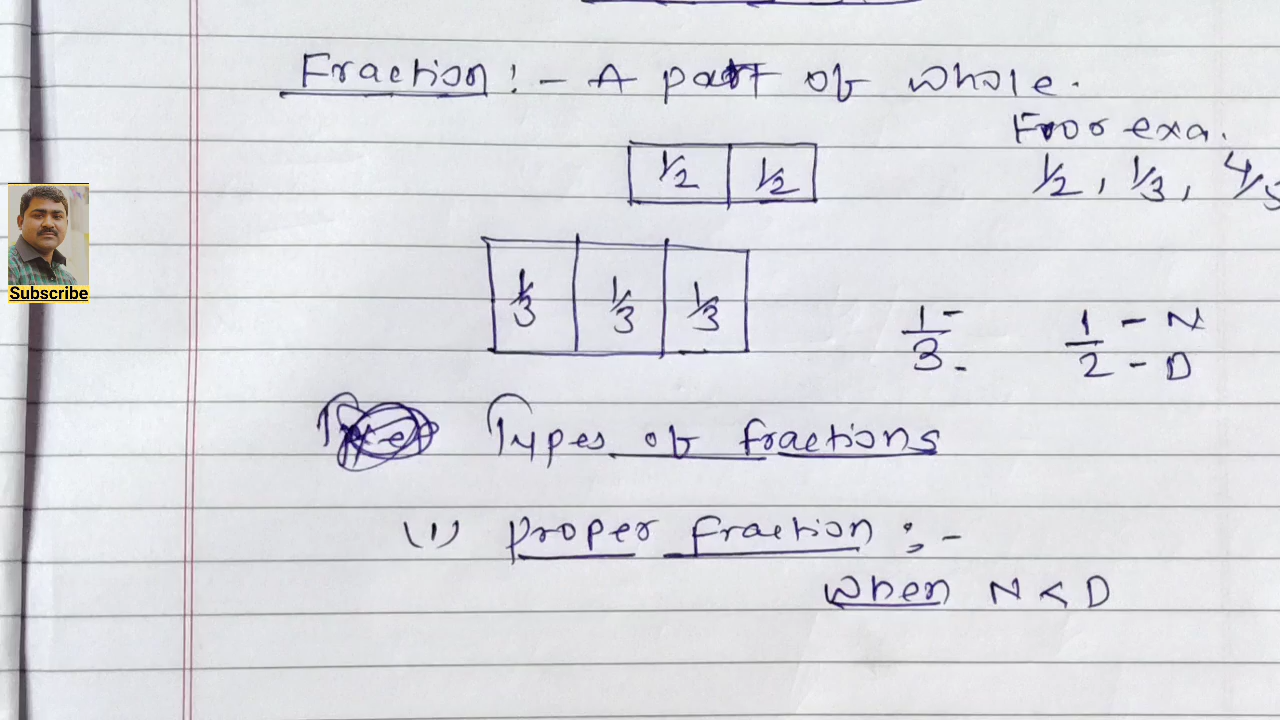 Fraction :- A part of whole.
For exa.
1/2, 1/3, 4/5
1/2 1/2
1/3 1/3 1/3
1/3 - -
1/2 - N - D
Types of fractions
(1) Proper fraction :-
when N < D
Subscribe